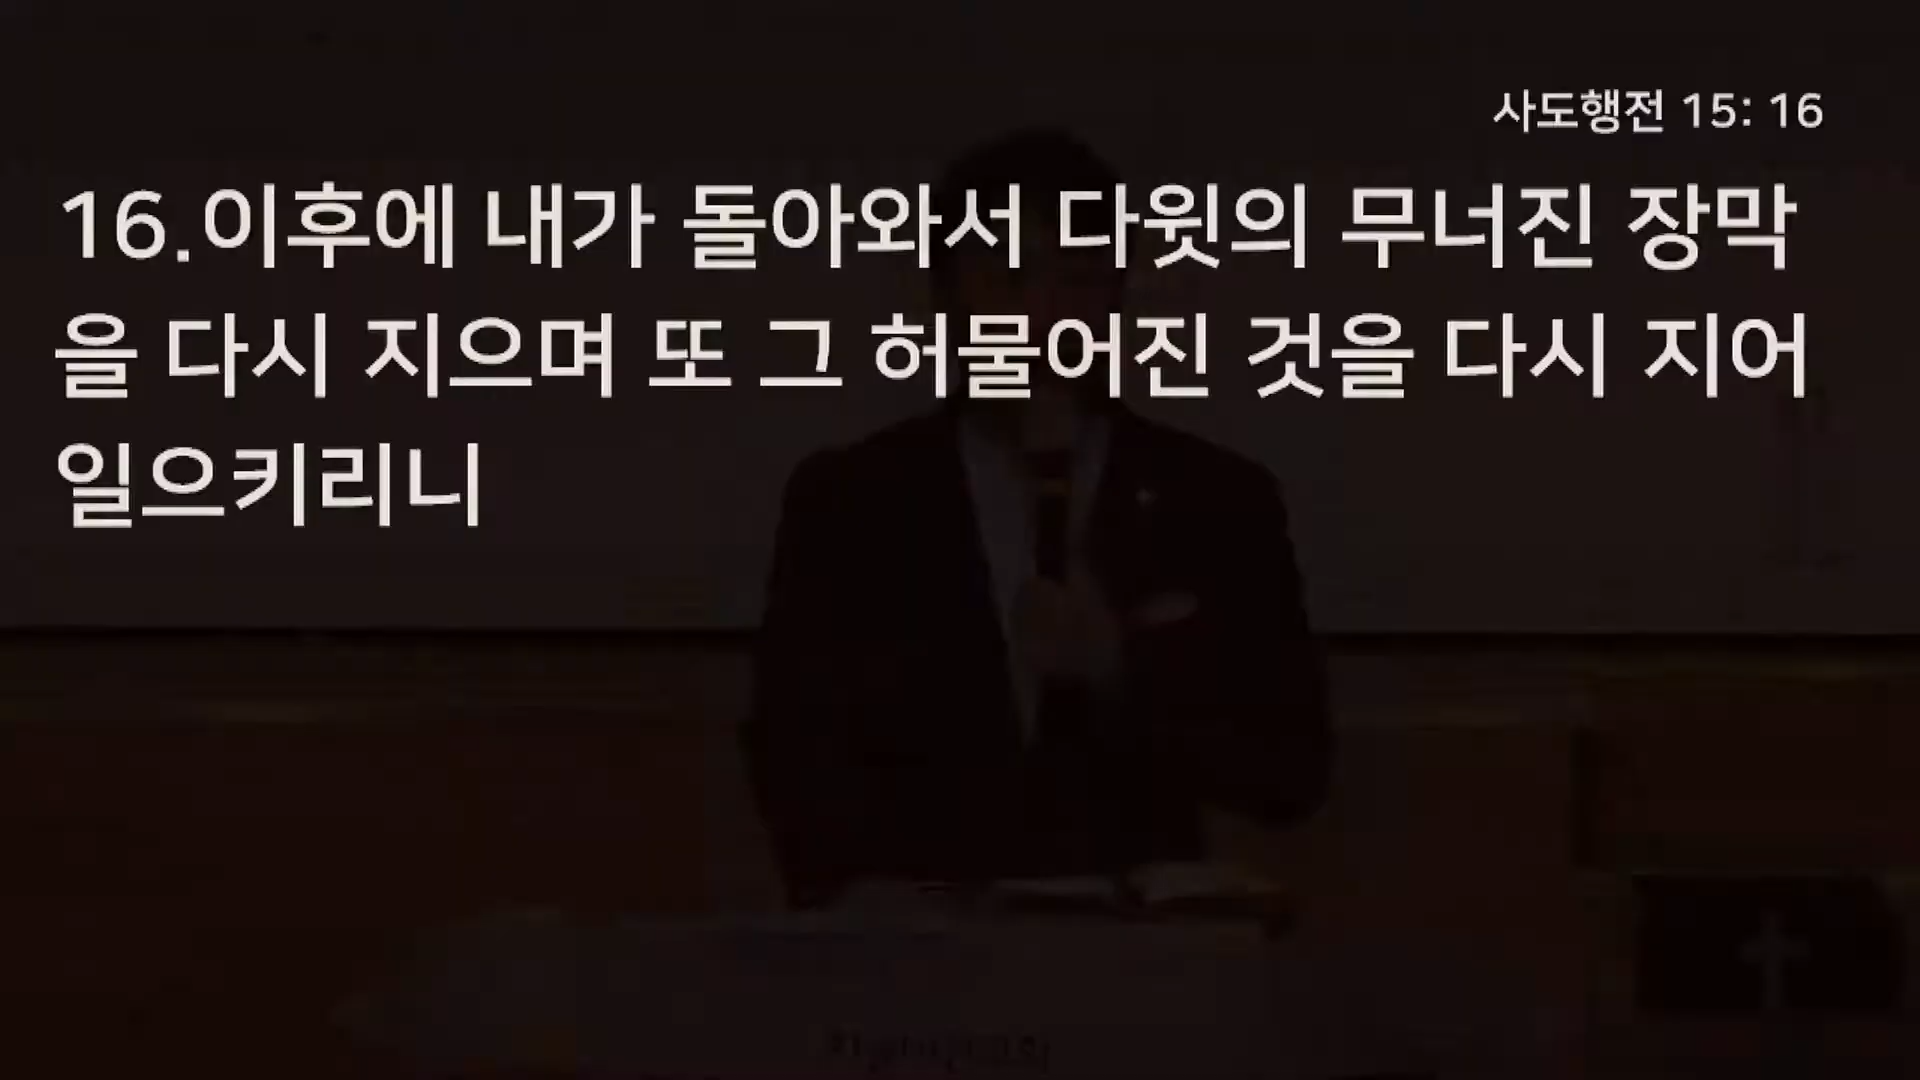 사도행전 15: 16
16.이후에 내가 돌아와서 다윗의 무너진 장막
을 다시 지으며 또 그 허물어진 것을 다시 지어
일으키리니